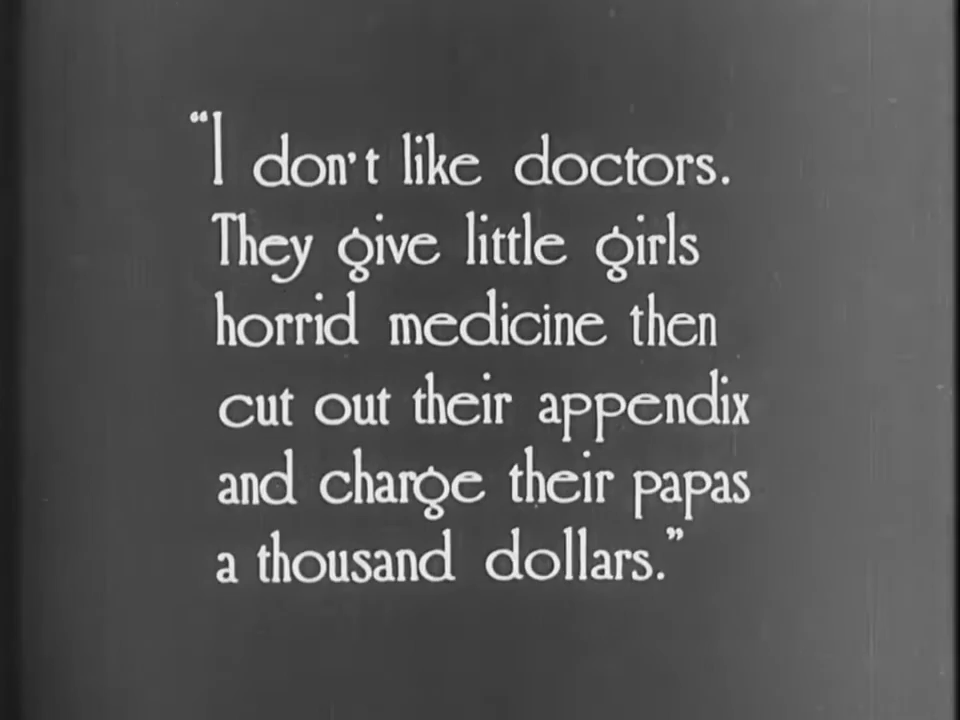 “I don't like doctors.
They give little girls
horrid medicine then
cut out their appendix
and charge their papas
a thousand dollars.”